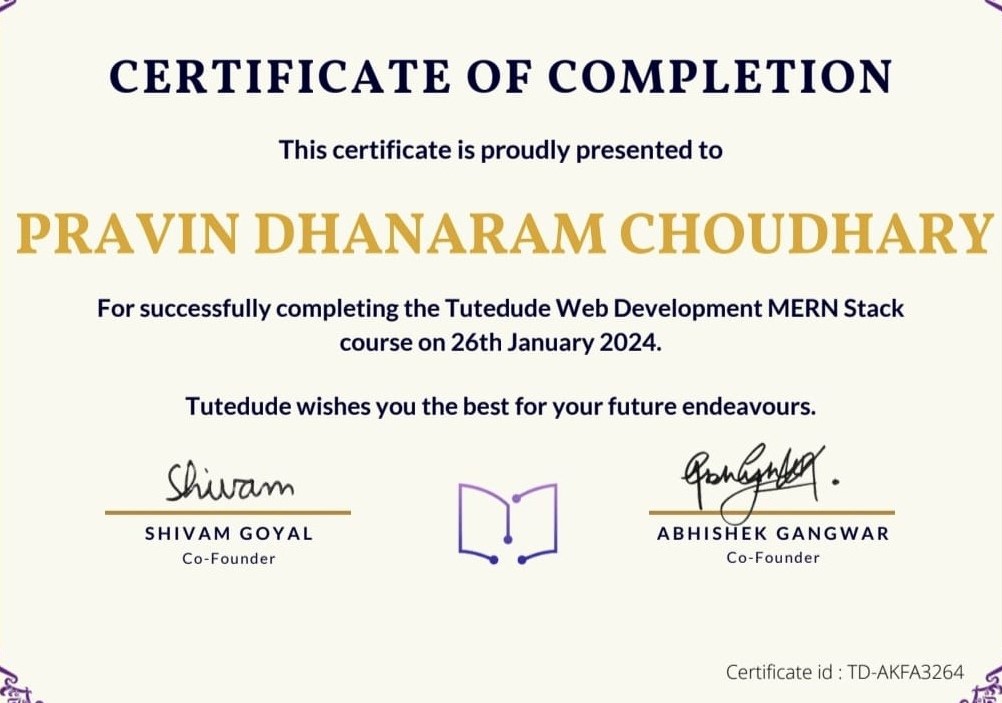 CERTIFICATE OF COMPLETION
This certificate is proudly presented to
PRAVIN DHANARAM CHOUDHARY
For successfully completing the Tutedude Web Development MERN Stack
course on 26th January 2024.
Tutedude wishes you the best for your future endeavours.
Shivam
SHIVAM GOYAL
Co-Founder
ABHISHEK GANGWAR
Co-Founder
Certificate id : TD-AKFA3264